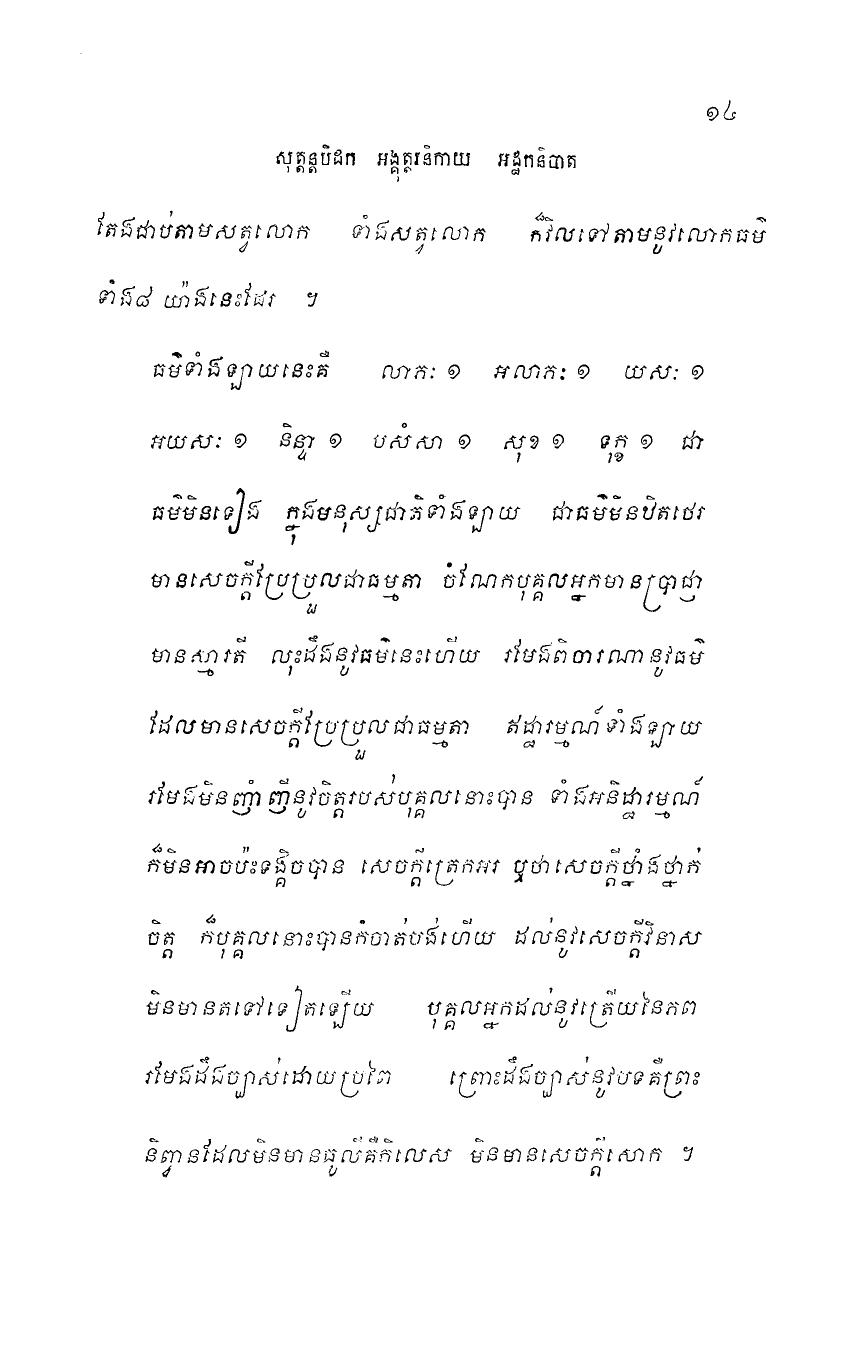 ១៤
សុត្តន្តបិដក អង្គុត្តរនិកាយ អដ្ឋកនិបាត
តែងជាប់តាមសត្វលោក ទាំងសត្វលោក ក៏វិលទៅតាមនូវលោកធម៌
ទាំង៨ យ៉ាងនេះដែរ ។
ធម៌ទាំងឡាយនេះគឺ លាភៈ ១ អលាភៈ ១ យសៈ ១
អយសៈ ១ និន្ទា ១ បសំសា ១ សុខ ១ ទុក្ខ ១ ជា
ធម៌មិនទៀង ក្នុងមនុស្សជាតិទាំងឡាយ ជាធម៌មិនឋិតថេរ
មានសេចក្តីប្រែប្រួលជាធម្មតា ចំណែកបុគ្គលអ្នកមានប្រាជ្ញា
មានស្មារតី លុះដឹងនូវធម៌នេះហើយ រមែងពិចារណានូវធម៌
ដែលមានសេចក្តីប្រែប្រួលជាធម្មតា ឥដ្ឋារម្មណ៍ទាំងឡាយ
រមែងមិនញាំញីនូវចិត្តរបស់បុគ្គលនោះបាន ទាំងអនិដ្ឋារម្មណ៍
ក៏មិនអាចប៉ះទង្គិចបាន សេចក្តីត្រេកអរ ឬថាសេចក្តីថ្នាំងថ្នាក់
ចិត្ត ក៏បុគ្គលនោះបានកំចាត់បង់ហើយ ដល់នូវសេចក្តីវិនាស
មិនមានតទៅទៀតឡើយ បុគ្គលអ្នកដល់នូវត្រើយនៃភព
រមែងដឹងច្បាស់ដោយប្រពៃ ព្រោះដឹងច្បាស់នូវបទគឺព្រះ
និព្វានដែលមិនមានធូលីគឺកិលេស មិនមានសេចក្តីសោក ។